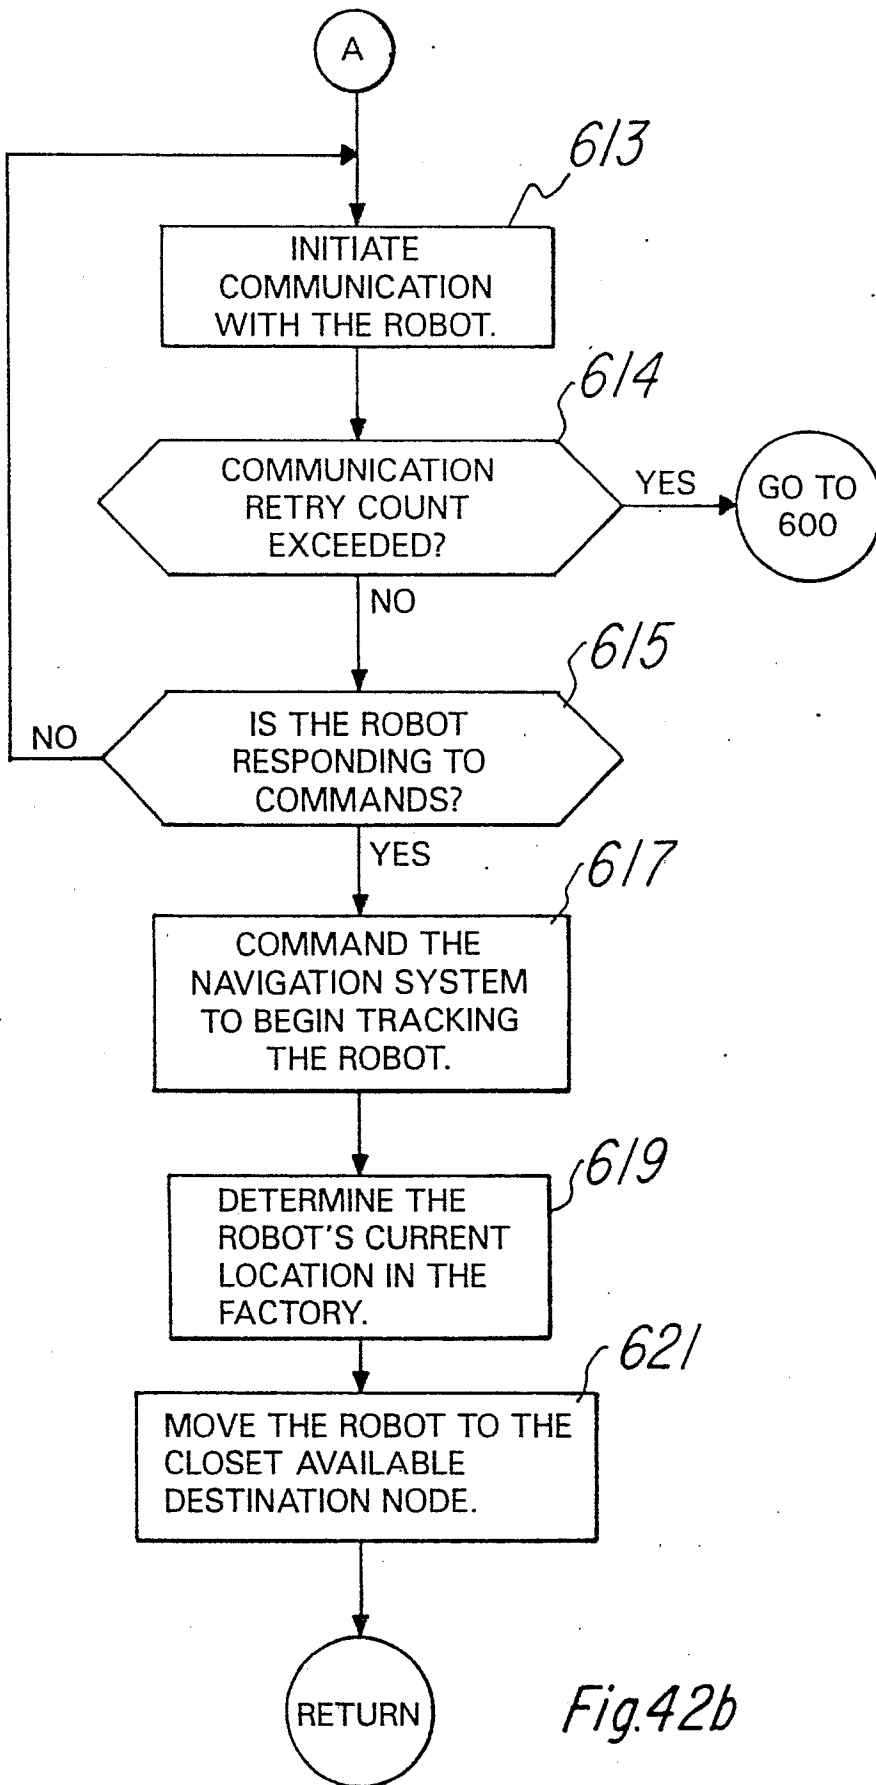 A
613
INITIATE
COMMUNICATION
WITH THE ROBOT.
614
COMMUNICATION
RETRY COUNT
EXCEEDED?
YES
GO TO
600
NO
615
IS THE ROBOT
RESPONDING TO
COMMANDS?
NO
YES
617
COMMAND THE
NAVIGATION SYSTEM
TO BEGIN TRACKING
THE ROBOT.
619
DETERMINE THE
ROBOT'S CURRENT
LOCATION IN THE
FACTORY.
621
MOVE THE ROBOT TO THE
CLOSET AVAILABLE
DESTINATION NODE.
RETURN
Fig.42b